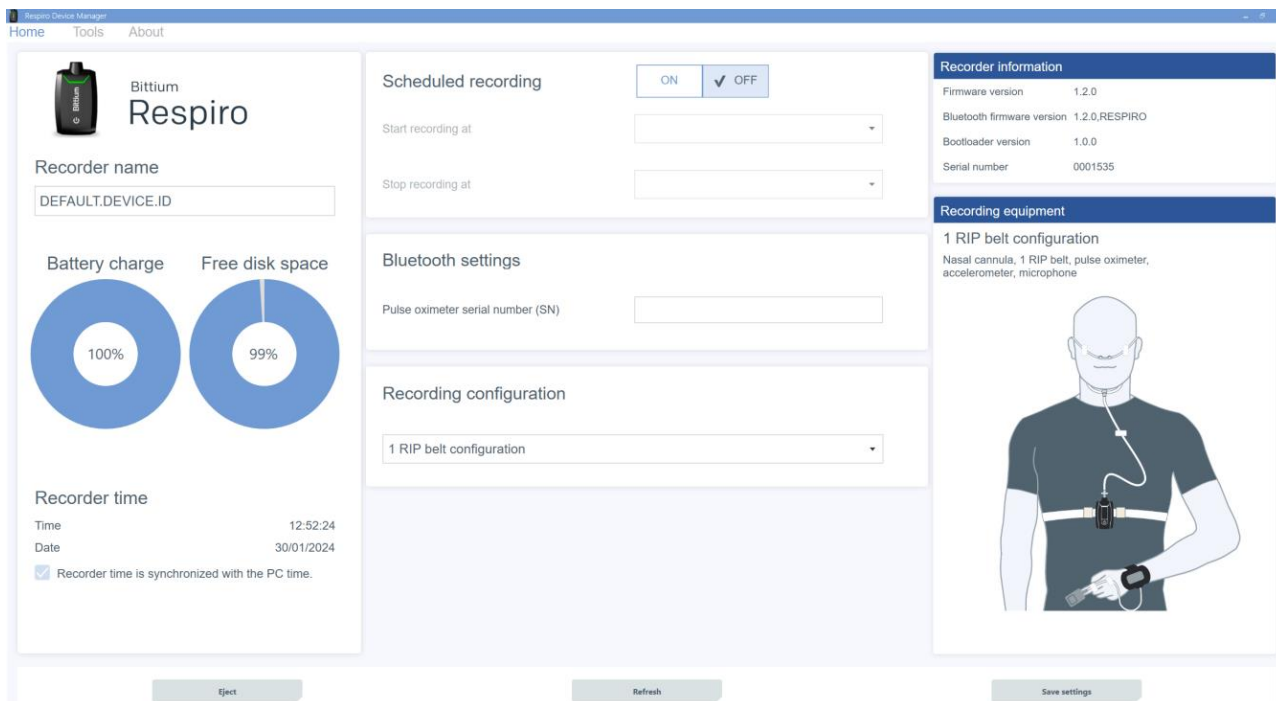 Respiro Device Manager
Home Tools About
Bittium
Bittium
Respiro
Recorder name
DEFAULT.DEVICE.ID
Battery charge Free disk space
100% 99%
Recorder time
Time 12:52:24
Date 30/01/2024
Recorder time is synchronized with the PC time.
Scheduled recording ON OFF
Start recording at
Stop recording at
Bluetooth settings
Pulse oximeter serial number (SN)
Recording configuration
1 RIP belt configuration
Recorder information
Firmware version 1.2.0
Bluetooth firmware version 1.2.0,RESPIRO
Bootloader version 1.0.0
Serial number 0001535
Recording equipment
1 RIP belt configuration
Nasal cannula, 1 RIP belt, pulse oximeter,
accelerometer, microphone
Eject Refresh Save settings